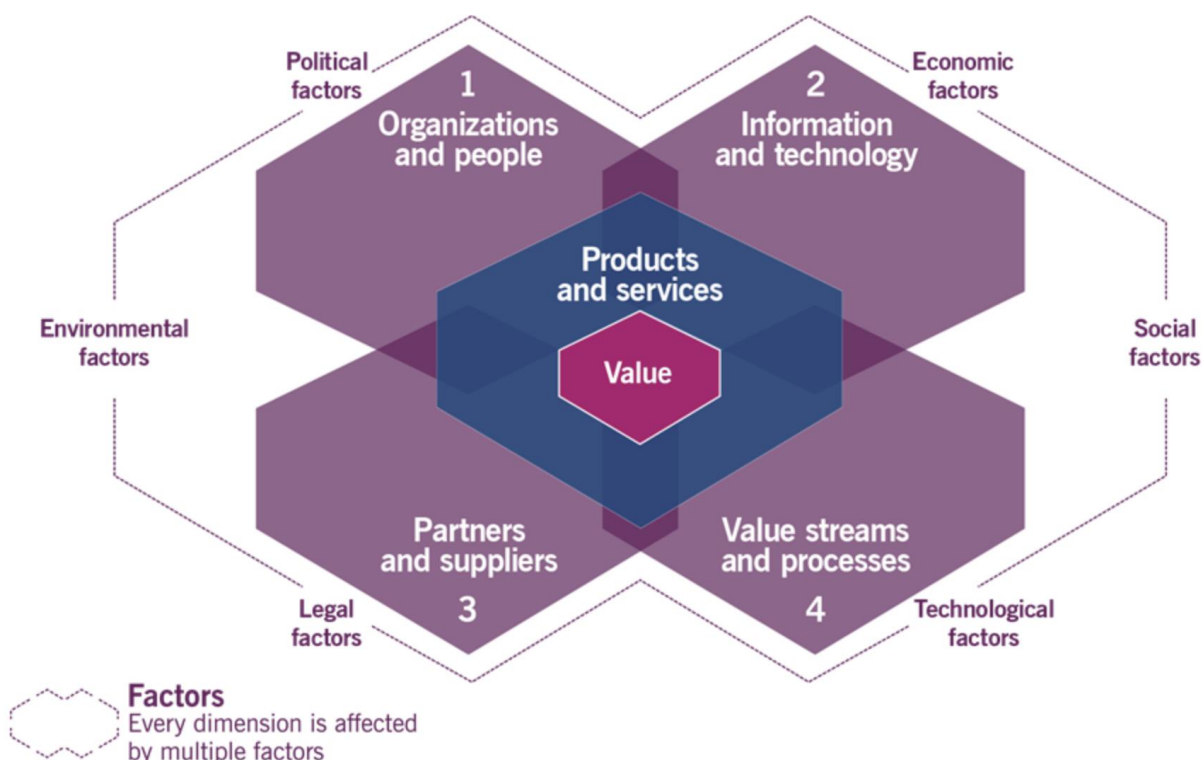 Political
factors
Economic
factors
1
Organizations
and people
2
Information
and technology
Products
and services
Value
Environmental
factors
Social
factors
Partners
and suppliers
3
Value streams
and processes
4
Legal
factors
Technological
factors
Factors
Every dimension is affected
by multiple factors